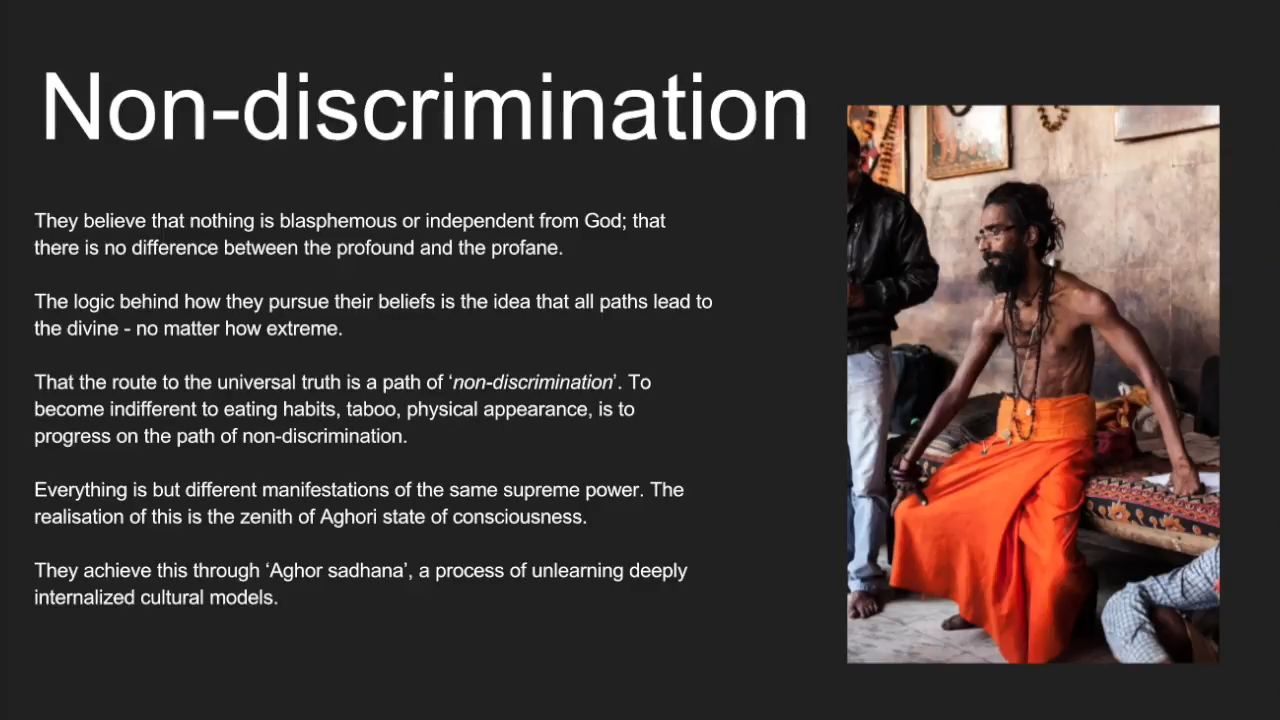 Non-discrimination
They believe that nothing is blasphemous or independent from God; that
there is no difference between the profound and the profane.
The logic behind how they pursue their beliefs is the idea that all paths lead to
the divine - no matter how extreme.
That the route to the universal truth is a path of ‘non-discrimination’. To
become indifferent to eating habits, taboo, physical appearance, is to
progress on the path of non-discrimination.
Everything is but different manifestations of the same supreme power. The
realisation of this is the zenith of Aghori state of consciousness.
They achieve this through ‘Aghor sadhana’, a process of unlearning deeply
internalized cultural models.